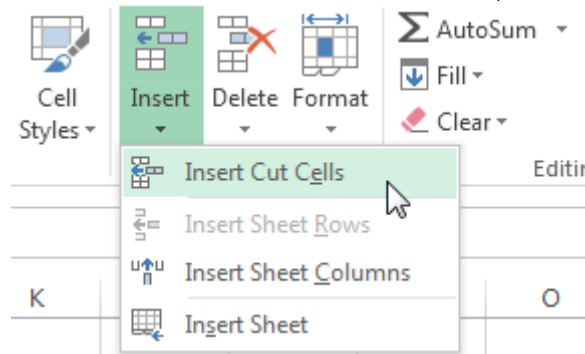 AutoSum
Fill
Clear
Cell
Styles
Insert
Delete
Format
Insert Cut Cells
Insert Sheet Rows
Insert Sheet Columns
Insert Sheet
K
O